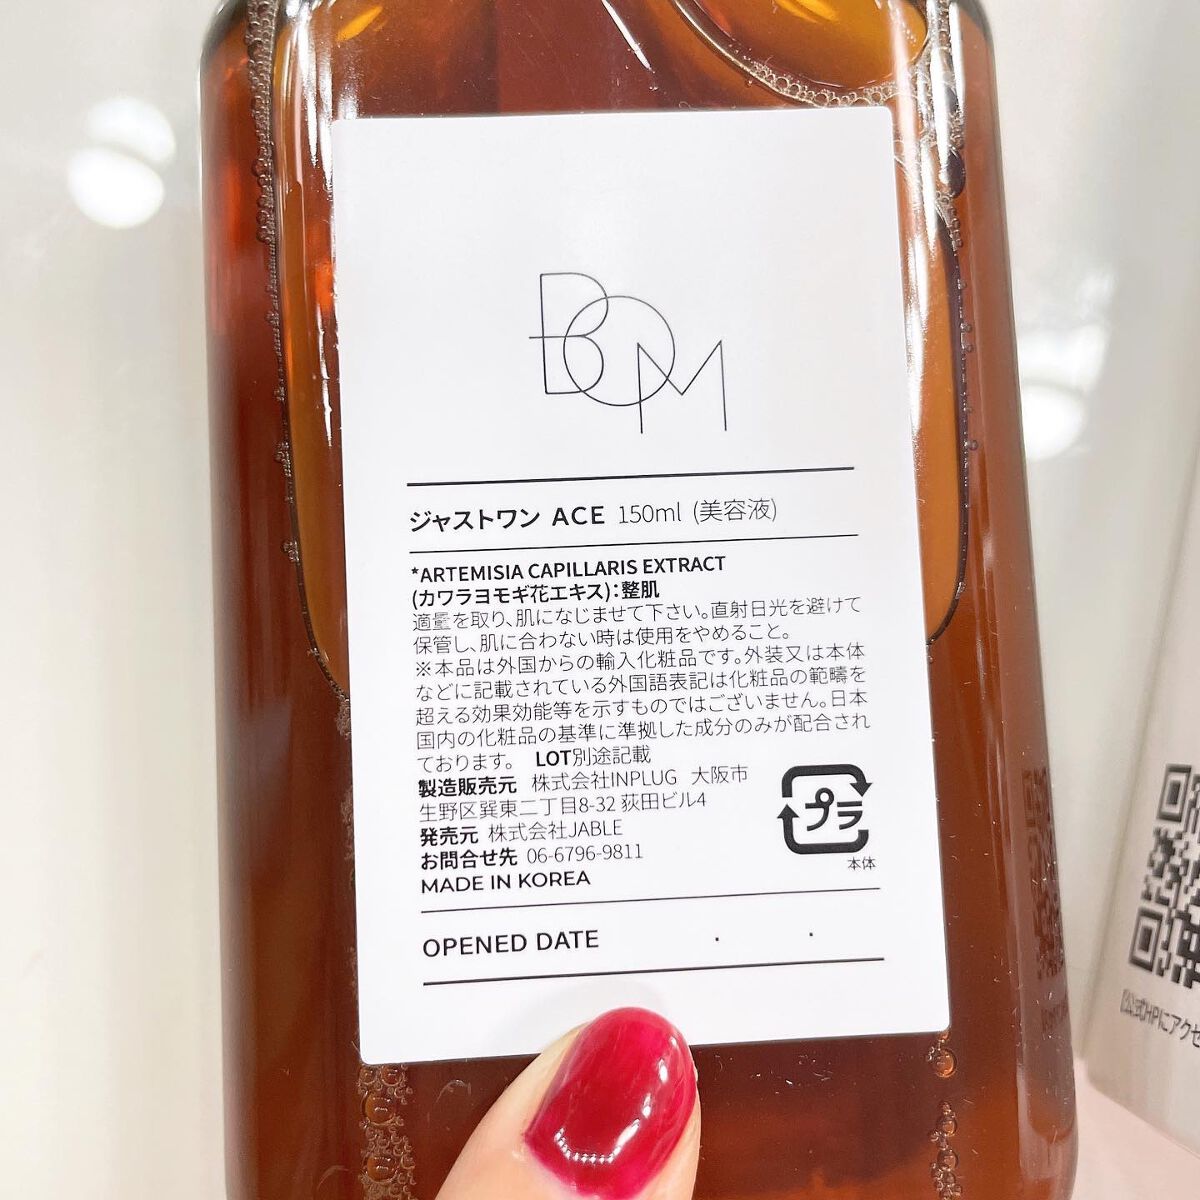 BOM
ジャストワン ACE 150ml (美容液)
*ARTEMISIA CAPILLARIS EXTRACT
(カワラヨモギ花エキス):整肌
適量を取り、肌になじませて下さい。直射日光を避けて
保管し、肌に合わない時は使用をやめること。
※本品は外国からの輸入化粧品です。外装又は本体
などに記載されている外国語表記は化粧品の範疇を
超える効果効能等を示すものではございません。日本
国内の化粧品の基準に準拠した成分のみが配合され
ております。 LOT別途記載
製造販売元 株式会社INPLUG 大阪市
生野区巽東二丁目8-32 荻田ビル4
発売元 株式会社JABLE
お問合せ先 06-6796-9811
MADE IN KOREA
プラ
本体
OPENED DATE . .
公式HPにアクセ